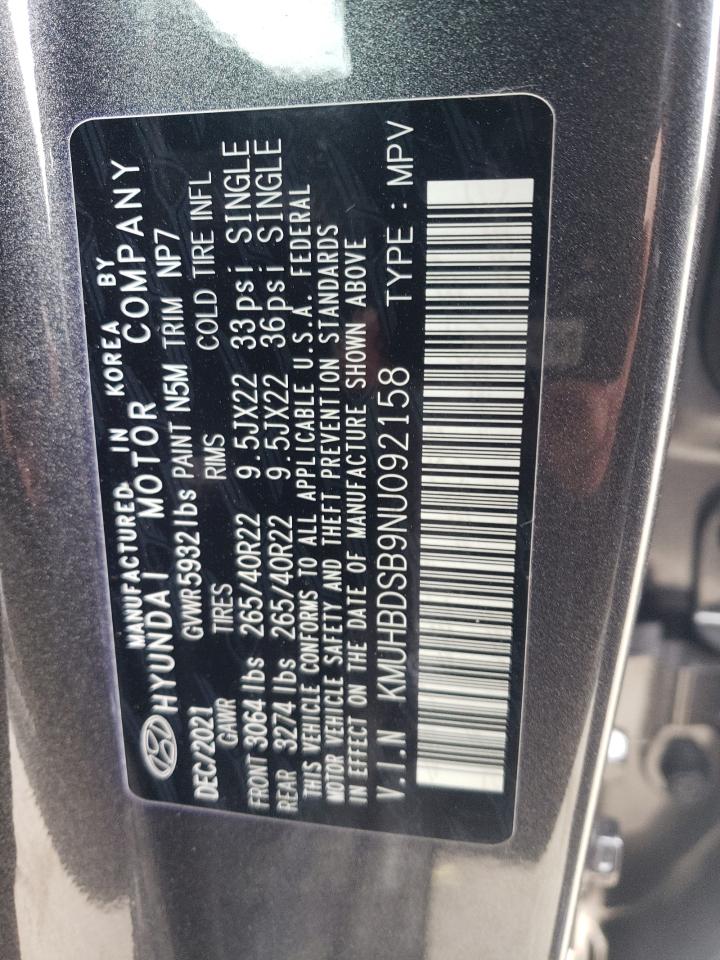 MANUFACTURED IN KOREA BY
HYUNDAI MOTOR COMPANY
DEC/2021 GVWR 5932 lbs PAINT N5M TRIM NP7
GAWR TIRES RIMS COLD TIRE INFL
FRONT 3064 lbs 265/40R22 9.5JX22 33psi SINGLE
REAR 3274 lbs 265/40R22 9.5JX22 36psi SINGLE
THIS VEHICLE CONFORMS TO ALL APPLICABLE U.S.A. FEDERAL
MOTOR VEHICLE SAFETY AND THEFT PREVENTION STANDARDS
IN EFFECT ON THE DATE OF MANUFACTURE SHOWN ABOVE
V.I.N KMUHBDSB9NU092158 TYPE : MPV